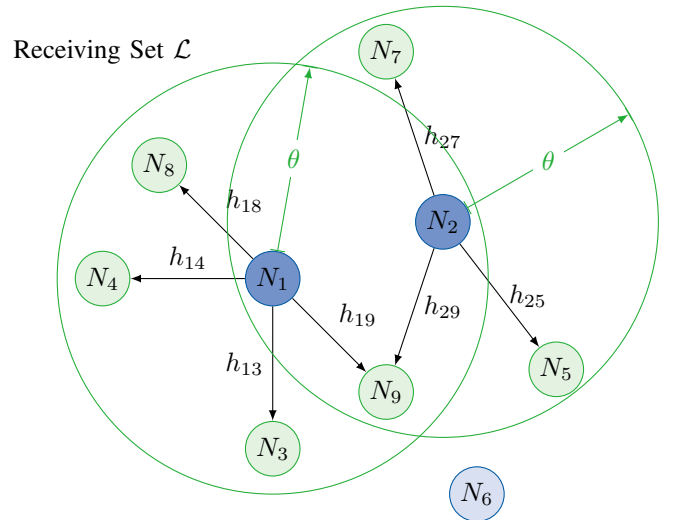 Receiving Set ℒ
N₇
θ
h₂₇
θ
N₈
h₁₈
N₂
h₁₄
N₄
N₁
h₂₉
h₂₅
h₁₉
h₁₃
N₅
N₉
N₃
N₆